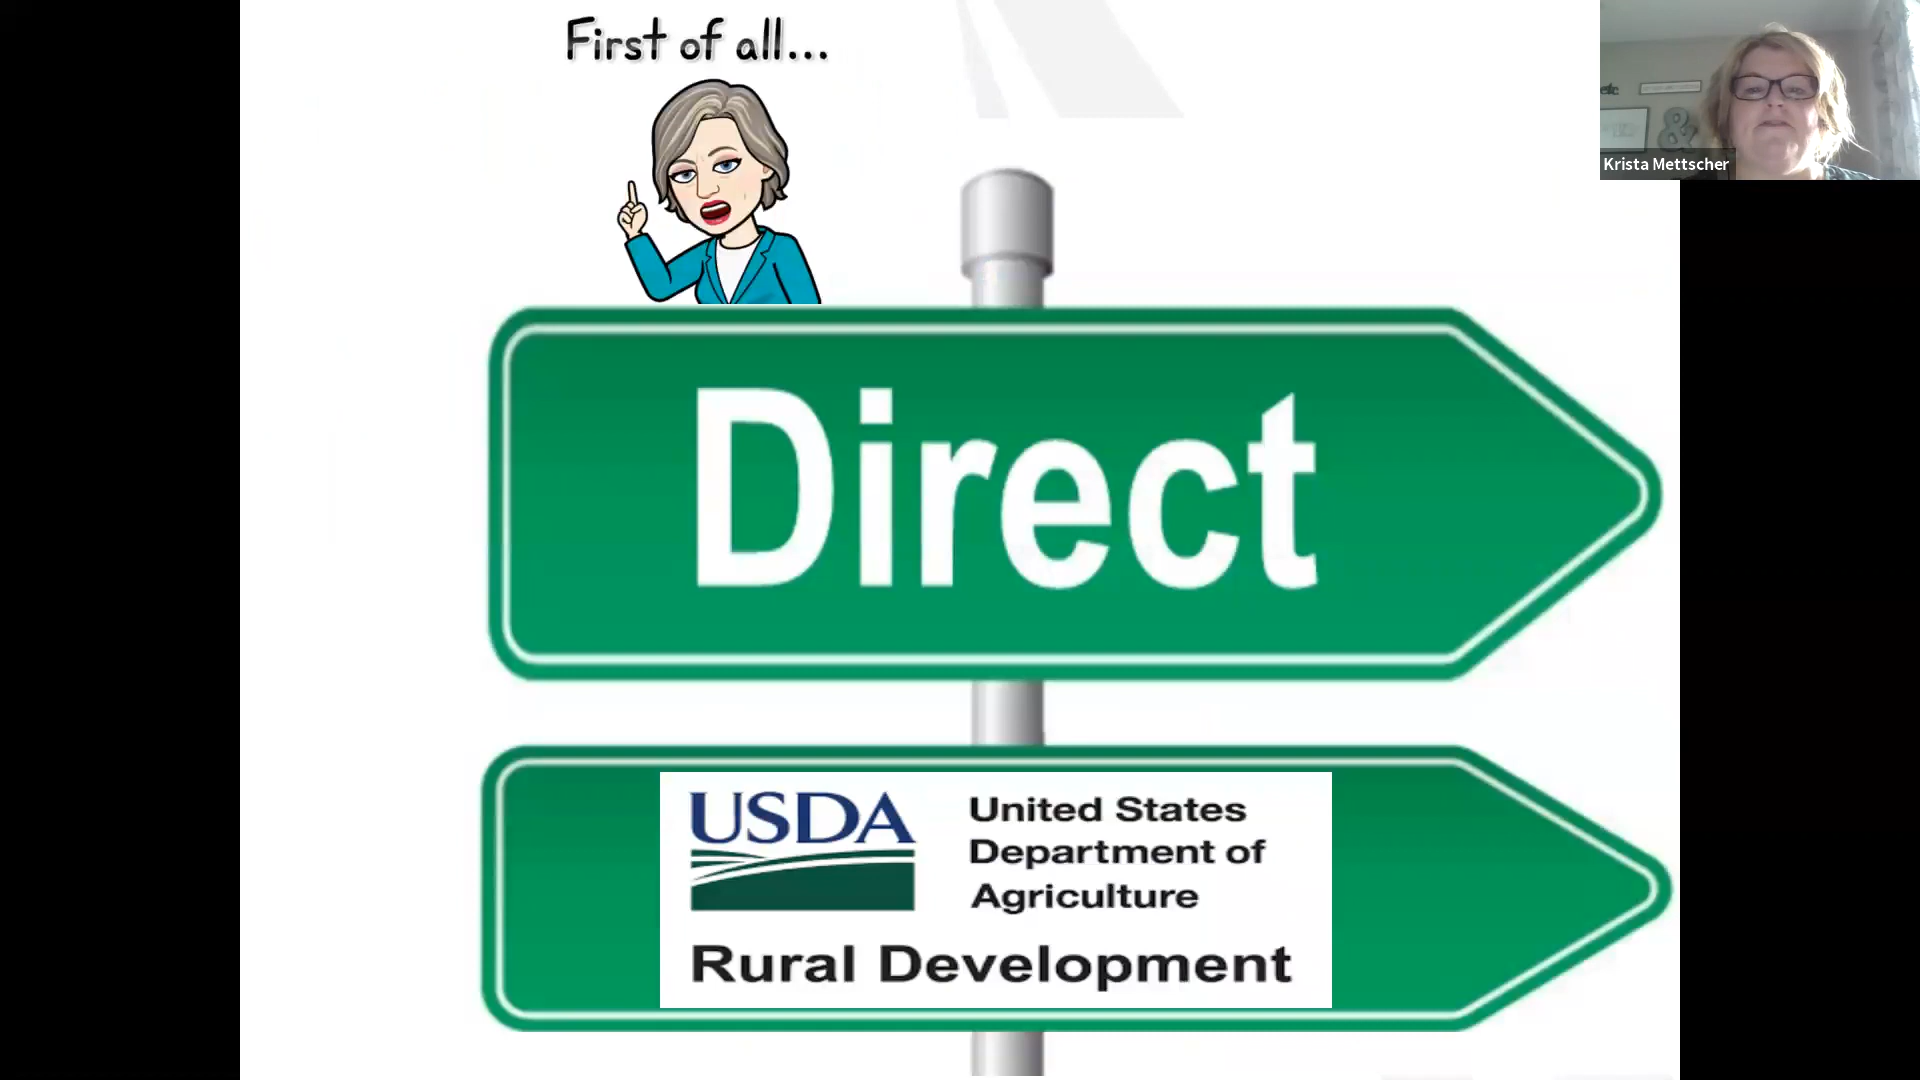 First of all...
Krista Mettscher
Direct
USDA
United States
Department of
Agriculture
Rural Development
&